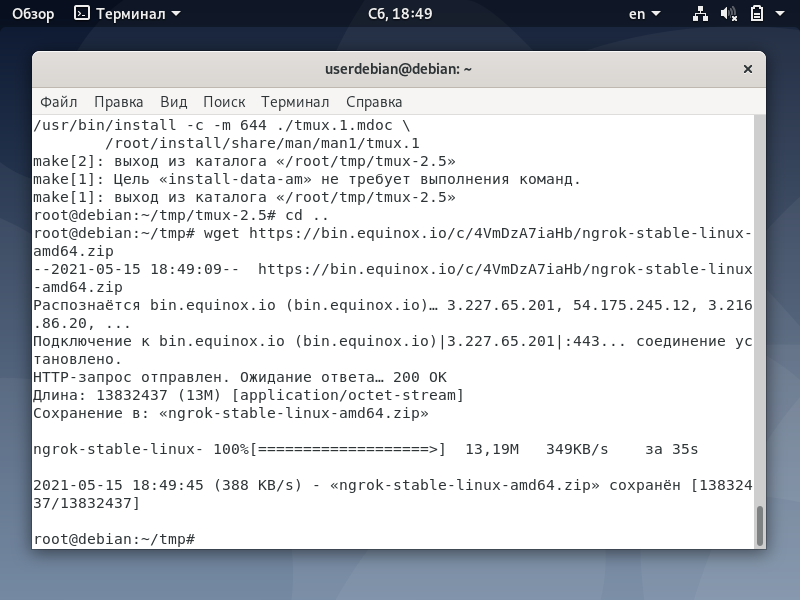 Обзор Терминал Сб, 18:49 en
userdebian@debian: ~ ×
Файл Правка Вид Поиск Терминал Справка
/usr/bin/install -c -m 644 ./tmux.1.mdoc \
/root/install/share/man/man1/tmux.1
make[2]: выход из каталога «/root/tmp/tmux-2.5»
make[1]: Цель «install-data-am» не требует выполнения команд.
make[1]: выход из каталога «/root/tmp/tmux-2.5»
root@debian:~/tmp/tmux-2.5# cd ..
root@debian:~/tmp# wget https://bin.equinox.io/c/4VmDzA7iaHb/ngrok-stable-linux-
amd64.zip
--2021-05-15 18:49:09--  https://bin.equinox.io/c/4VmDzA7iaHb/ngrok-stable-linux
-amd64.zip
Распознаётся bin.equinox.io (bin.equinox.io)… 3.227.65.201, 54.175.245.12, 3.216
.86.20, ...
Подключение к bin.equinox.io (bin.equinox.io)|3.227.65.201|:443... соединение ус
тановлено.
HTTP-запрос отправлен. Ожидание ответа… 200 OK
Длина: 13832437 (13M) [application/octet-stream]
Сохранение в: «ngrok-stable-linux-amd64.zip»
ngrok-stable-linux- 100%[===================>]  13,19M   349KB/s    за 35s
2021-05-15 18:49:45 (388 KB/s) - «ngrok-stable-linux-amd64.zip» сохранён [138324
37/13832437]
root@debian:~/tmp#